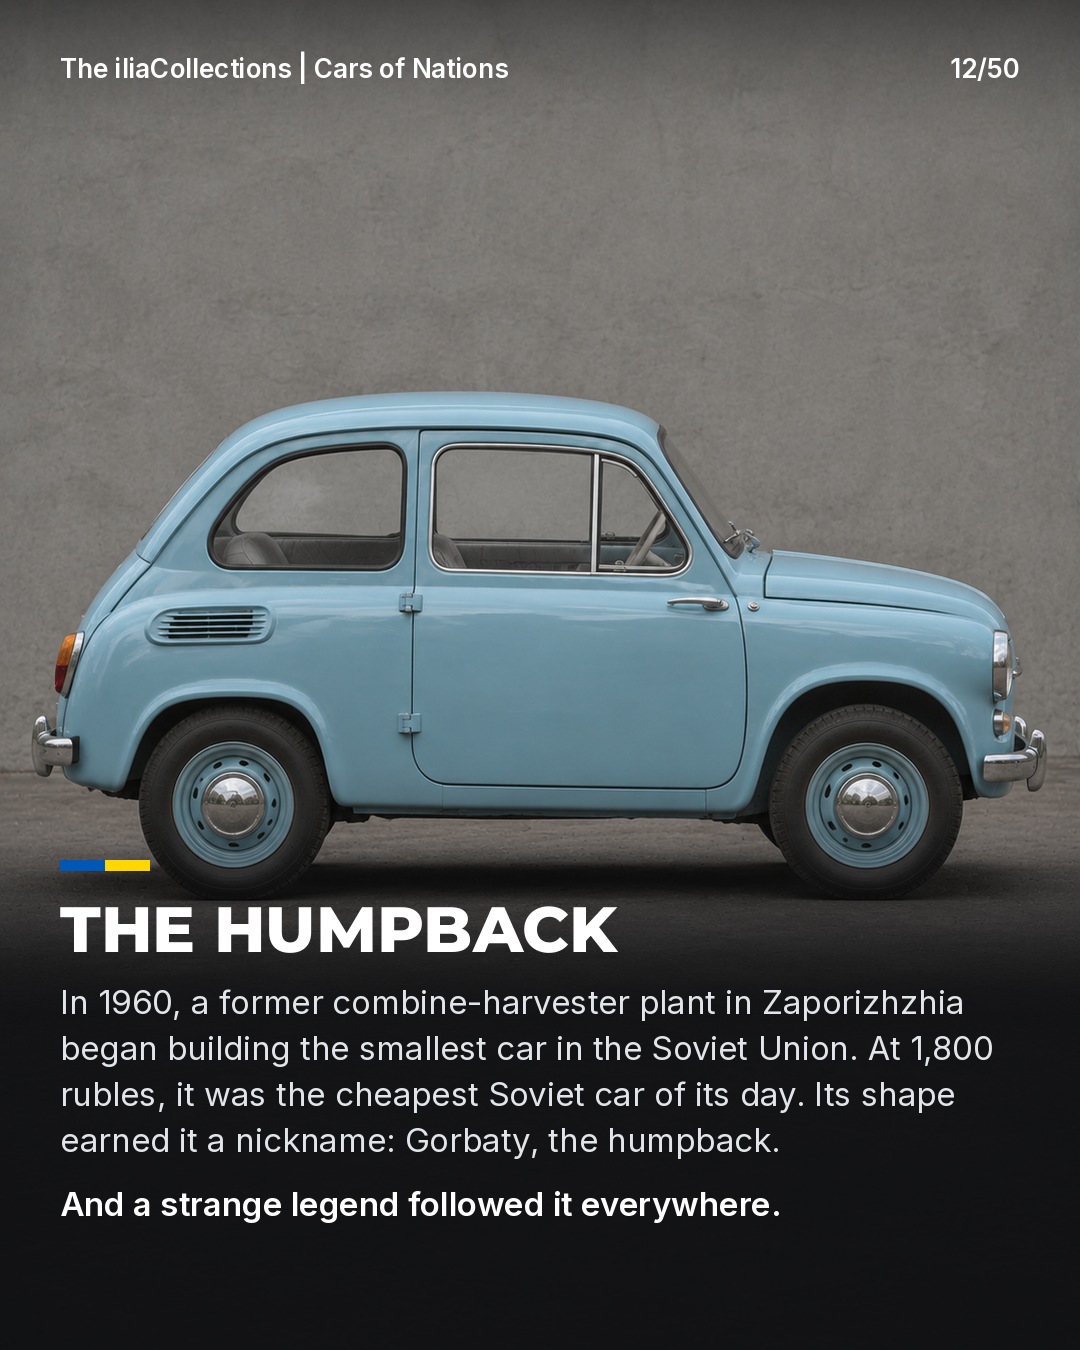 The iliaCollections | Cars of Nations
12/50
THE HUMPBACK
In 1960, a former combine-harvester plant in Zaporizhzhia
began building the smallest car in the Soviet Union. At 1,800
rubles, it was the cheapest Soviet car of its day. Its shape
earned it a nickname: Gorbaty, the humpback.
And a strange legend followed it everywhere.